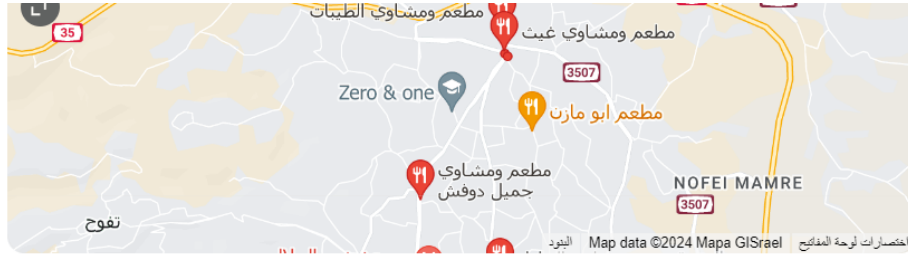 مطعم ومشاوي الطيبات
35
مطعم ومشاوي غيث
3507
Zero & one
مطعم ابو مازن
مطعم ومشاوي
جميل دوفش
NOFEI MAMRE
3507
تفوح
اختصارات لوحة المفاتيح
Map data ©2024 Mapa GISrael
البنود